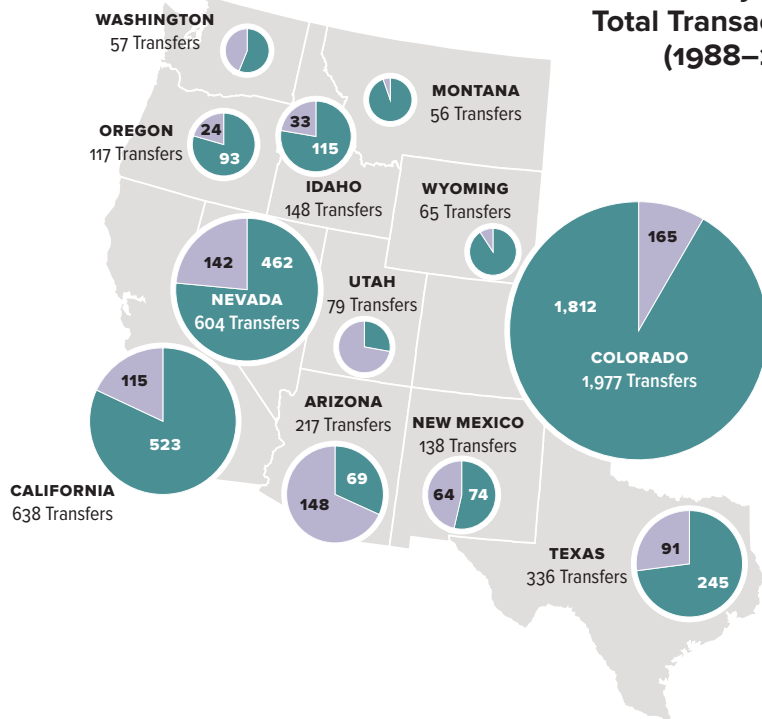 Total
(1988–
WASHINGTON
57 Transfers
MONTANA
56 Transfers
OREGON
117 Transfers
24
93
33
115
IDAHO
148 Transfers
WYOMING
65 Transfers
165
1,812
COLORADO
1,977 Transfers
142
462
NEVADA
604 Transfers
UTAH
79 Transfers
115
523
CALIFORNIA
638 Transfers
ARIZONA
217 Transfers
69
148
NEW MEXICO
138 Transfers
64
74
TEXAS
336 Transfers
91
245